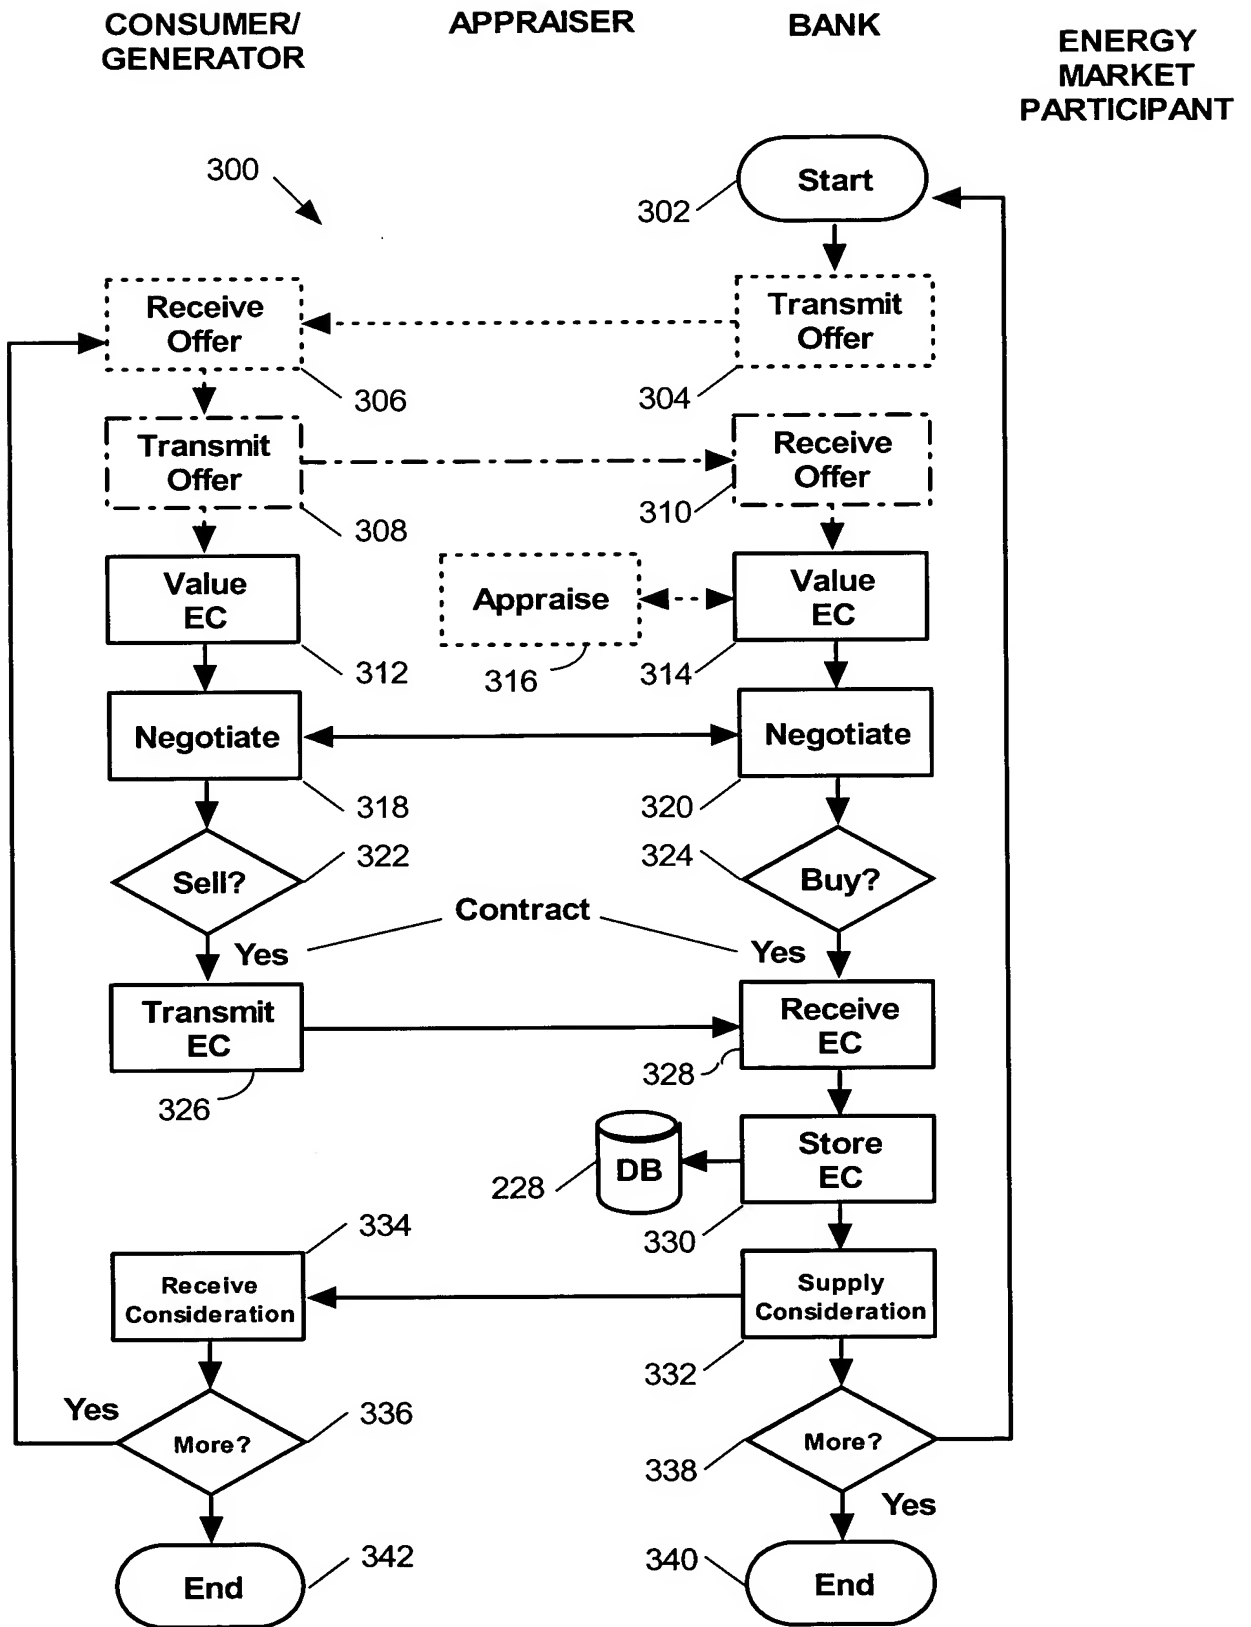 CONSUMER/
GENERATOR
APPRAISER
BANK
ENERGY
MARKET
PARTICIPANT
300
Start
302
Receive
Offer
306
Transmit
Offer
304
Transmit
Offer
308
Receive
Offer
310
Value
EC
312
Appraise
316
Value
EC
314
Negotiate
318
Negotiate
320
Sell?
322
Buy?
324
Contract
Yes
Yes
Transmit
EC
326
Receive
EC
328
DB
228
Store
EC
330
334
Receive
Consideration
Supply
Consideration
332
Yes
More?
336
More?
338
Yes
End
342
End
340